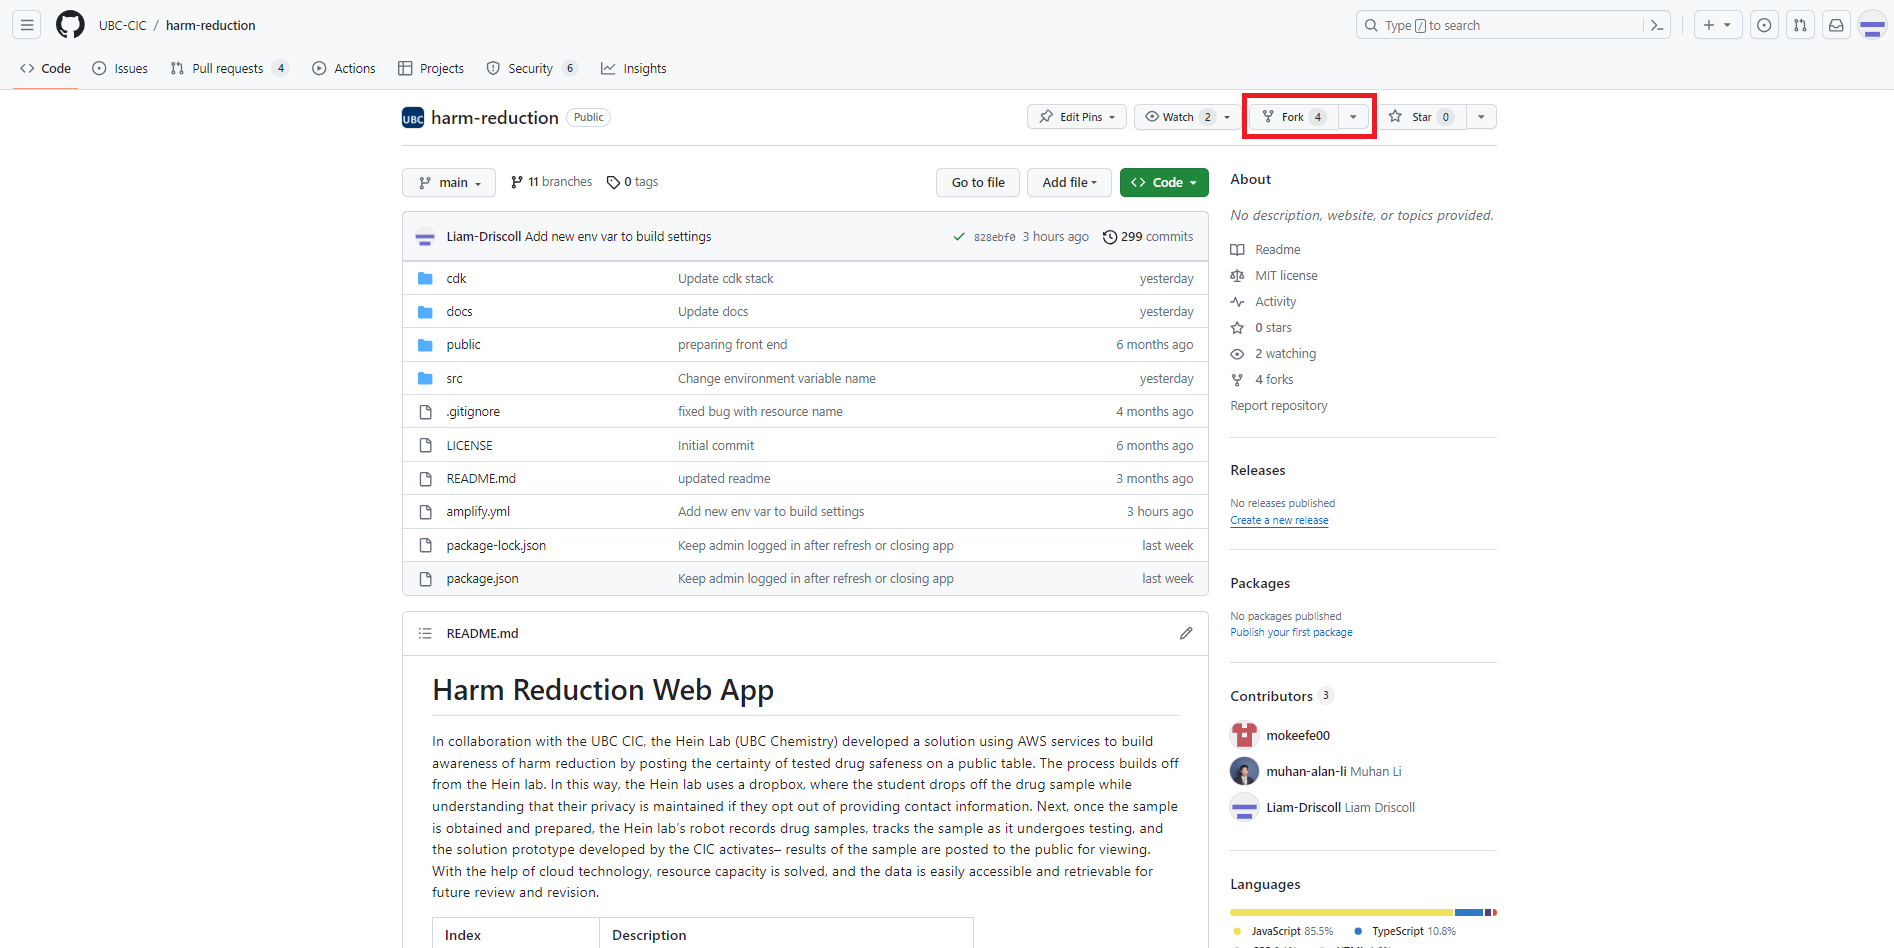 UBC-CIC / harm-reduction
Type / to search
Code Issues Pull requests 4 Actions Projects Security 6 Insights
UBC harm-reduction Public
Edit Pins Watch 2 Fork 4 Star 0
main 11 branches 0 tags Go to file Add file Code
Liam-Driscoll Add new env var to build settings 828ebf0 3 hours ago 299 commits
cdk Update cdk stack yesterday
docs Update docs yesterday
public preparing front end 6 months ago
src Change environment variable name yesterday
.gitignore fixed bug with resource name 4 months ago
LICENSE Initial commit 6 months ago
README.md updated readme 3 months ago
amplify.yml Add new env var to build settings 3 hours ago
package-lock.json Keep admin logged in after refresh or closing app last week
package.json Keep admin logged in after refresh or closing app last week
README.md
Harm Reduction Web App
In collaboration with the UBC CIC, the Hein Lab (UBC Chemistry) developed a solution using AWS services to build
awareness of harm reduction by posting the certainty of tested drug safeness on a public table. The process builds off
from the Hein lab. In this way, the Hein lab uses a dropbox, where the student drops off the drug sample while
understanding that their privacy is maintained if they opt out of providing contact information. Next, once the sample
is obtained and prepared, the Hein lab’s robot records drug samples, tracks the sample as it undergoes testing, and
the solution prototype developed by the CIC activates– results of the sample are posted to the public for viewing.
With the help of cloud technology, resource capacity is solved, and the data is easily accessible and retrievable for
future review and revision.
Index Description
About
No description, website, or topics provided.
Readme
MIT license
Activity
0 stars
2 watching
4 forks
Report repository
Releases
No releases published
Create a new release
Packages
No packages published
Publish your first package
Contributors 3
mokeefe00
muhan-alan-li Muhan Li
Liam-Driscoll Liam Driscoll
Languages
JavaScript 85.5% TypeScript 10.8%